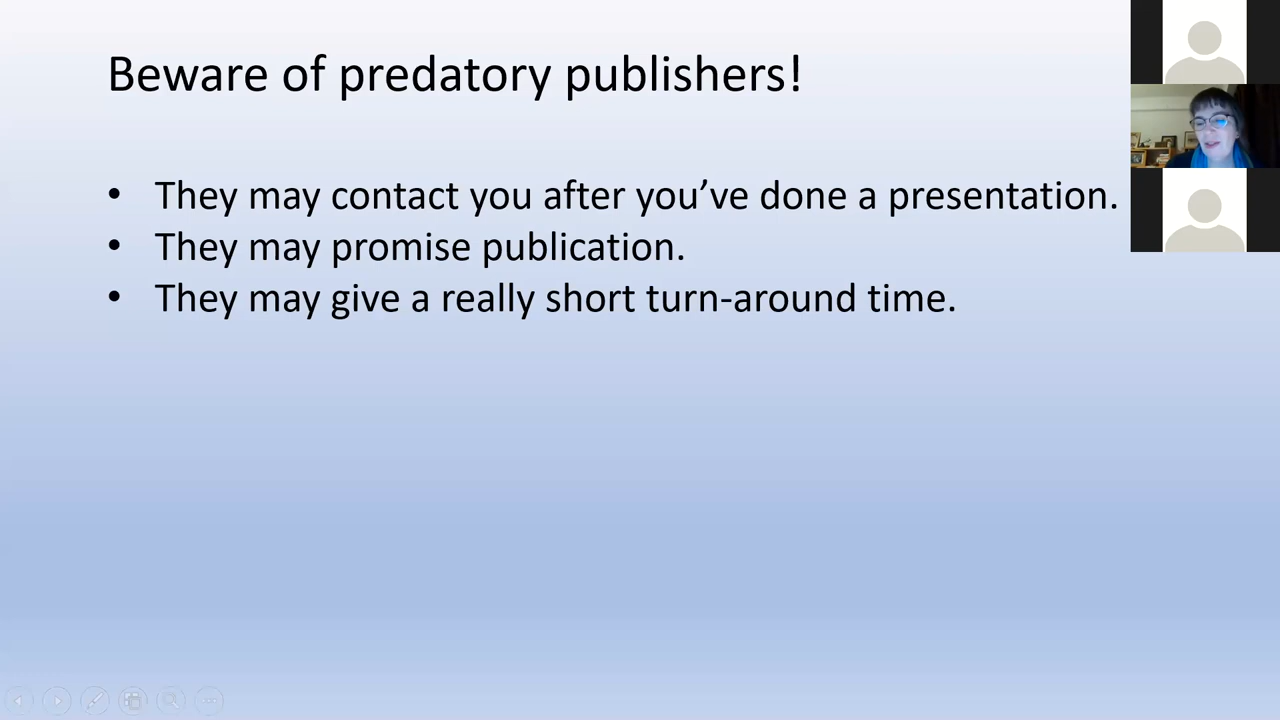 Beware of predatory publishers!
• They may contact you after you’ve done a presentation.
• They may promise publication.
• They may give a really short turn-around time.